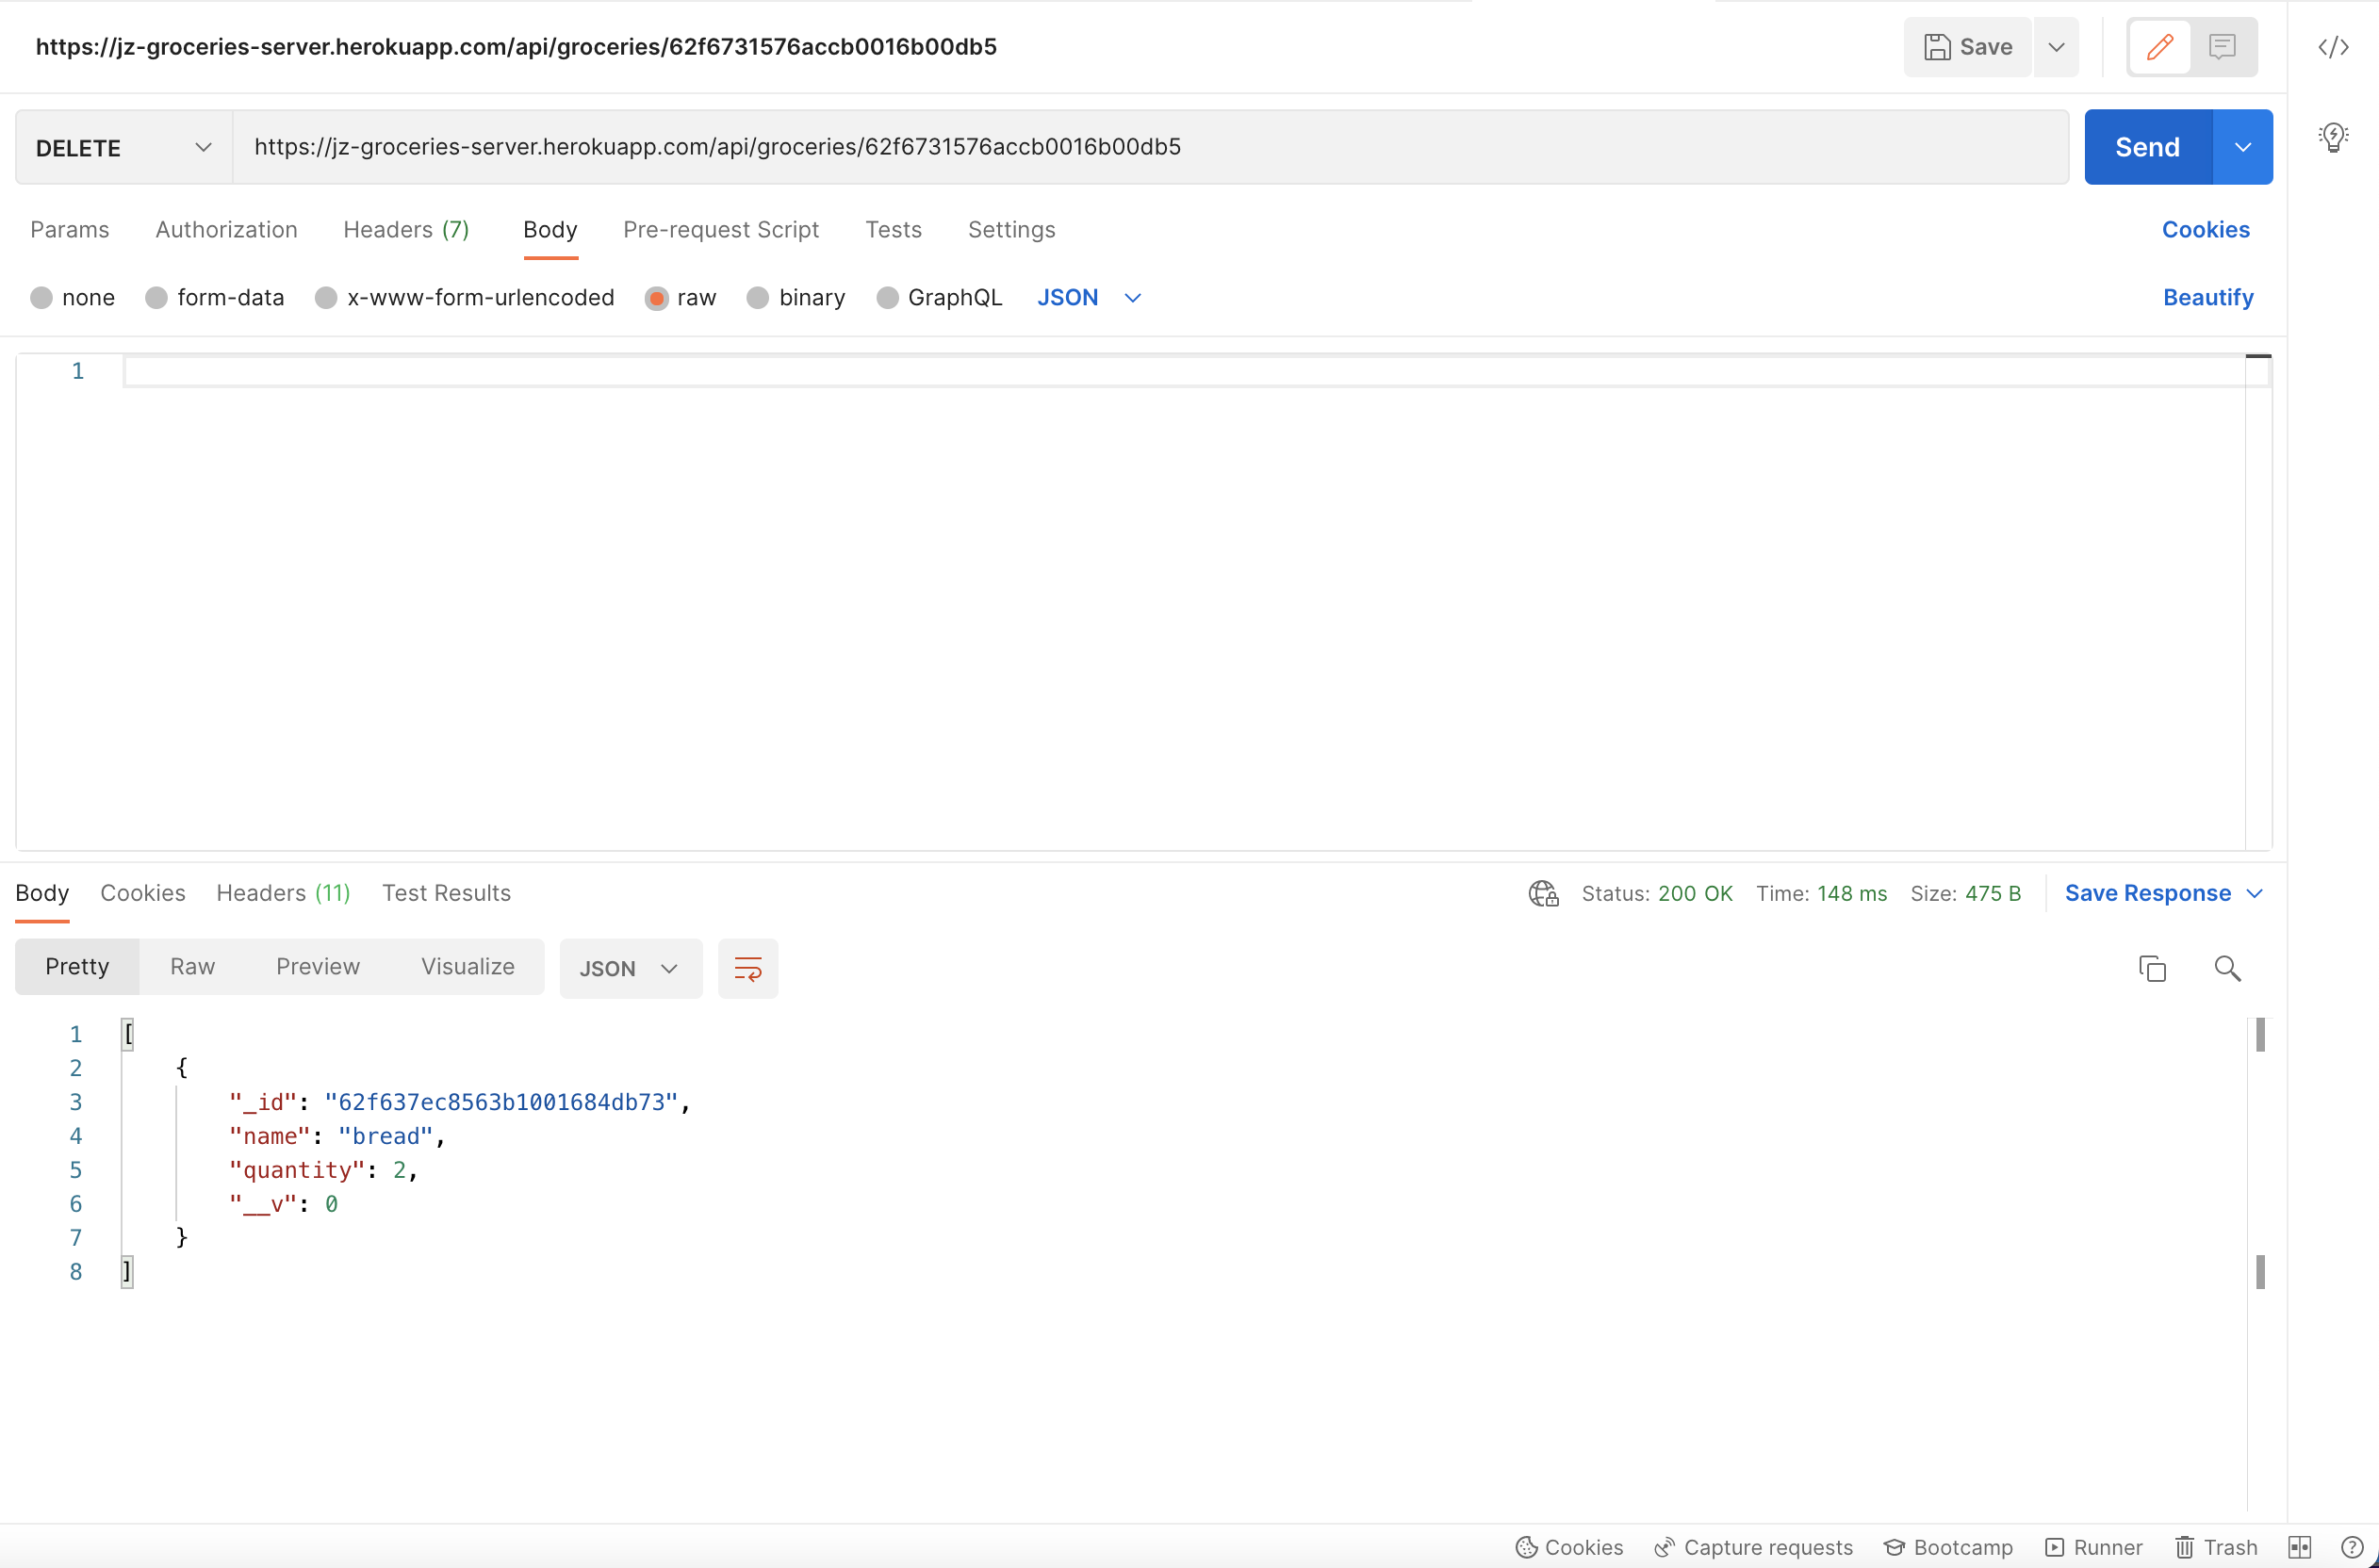 https://jz-groceries-server.herokuapp.com/api/groceries/62f6731576accb0016b00db5
Save
DELETE https://jz-groceries-server.herokuapp.com/api/groceries/62f6731576accb0016b00db5 Send
Params Authorization Headers (7) Body Pre-request Script Tests Settings Cookies
none form-data x-www-form-urlencoded raw binary GraphQL JSON Beautify
1
Body Cookies Headers (11) Test Results Status: 200 OK Time: 148 ms Size: 475 B Save Response
Pretty Raw Preview Visualize JSON
1 [
2 {
3 "_id": "62f637ec8563b1001684db73",
4 "name": "bread",
5 "quantity": 2,
6 "__v": 0
7 }
8 ]
Cookies Capture requests Bootcamp Runner Trash